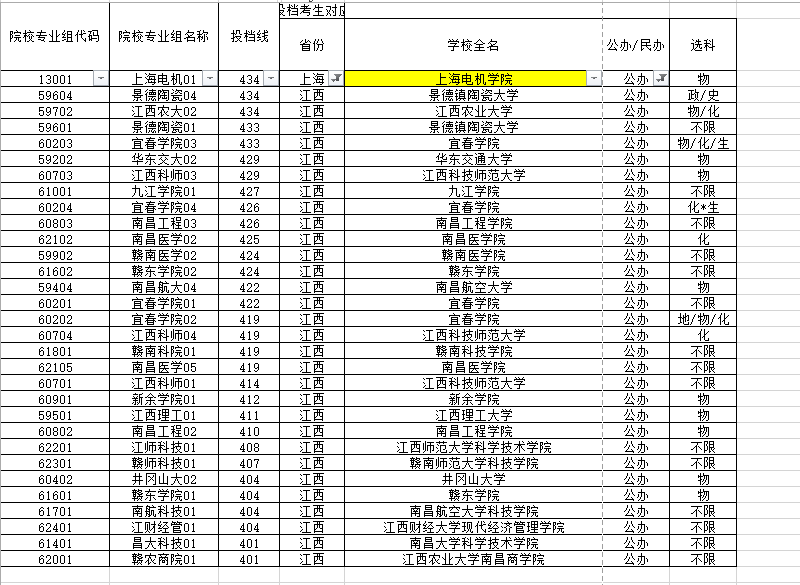 投档考生对应
院校专业组代码 院校专业组名称 投档线 省份 学校全名 公办/民办 选科
13001 上海电机01 434 上海 上海电机学院 公办 物
59604 景德陶瓷04 434 江西 景德镇陶瓷大学 公办 政/史
59702 江西农大02 434 江西 江西农业大学 公办 物/化
59601 景德陶瓷01 433 江西 景德镇陶瓷大学 公办 不限
60203 宜春学院03 433 江西 宜春学院 公办 物/化/生
59202 华东交大02 429 江西 华东交通大学 公办 物
60703 江西科师03 429 江西 江西科技师范大学 公办 物
61001 九江学院01 427 江西 九江学院 公办 不限
60204 宜春学院04 426 江西 宜春学院 公办 化*生
60803 南昌工程03 426 江西 南昌工程学院 公办 不限
62102 南昌医学02 425 江西 南昌医学院 公办 化
59902 赣南医学02 424 江西 赣南医学院 公办 不限
61602 赣东学院02 424 江西 赣东学院 公办 不限
59404 南昌航大04 422 江西 南昌航空大学 公办 物
60201 宜春学院01 422 江西 宜春学院 公办 不限
60202 宜春学院02 419 江西 宜春学院 公办 地/物/化
60704 江西科师04 419 江西 江西科技师范大学 公办 化
61801 赣南科院01 419 江西 赣南科技学院 公办 不限
62105 南昌医学05 419 江西 南昌医学院 公办 不限
60701 江西科师01 414 江西 江西科技师范大学 公办 不限
60901 新余学院01 412 江西 新余学院 公办 物
59501 江西理工01 411 江西 江西理工大学 公办 物
60802 南昌工程02 410 江西 南昌工程学院 公办 物
62201 江师科技01 408 江西 江西师范大学科学技术学院 公办 不限
62301 赣师科技01 407 江西 赣南师范大学科技学院 公办 不限
60402 井冈山大02 404 江西 井冈山大学 公办 物
61601 赣东学院01 404 江西 赣东学院 公办 物
61701 南航科技01 404 江西 南昌航空大学科技学院 公办 不限
62401 江财经管01 404 江西 江西财经大学现代经济管理学院 公办 不限
61401 昌大科技01 401 江西 南昌大学科学技术学院 公办 不限
62001 赣农商院01 401 江西 江西农业大学南昌商学院 公办 不限